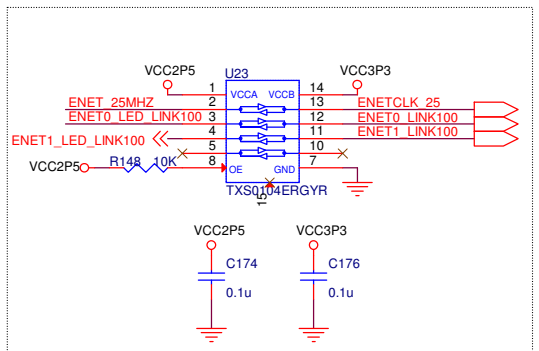 VCC2P5
U23
VCC3P3
1
VCCA
VCCB
14
ENET_25MHZ
2
13
ENETCLK_25
ENET0_LED_LINK100
3
12
ENET0_LINK100
ENET1_LED_LINK100
4
11
ENET1_LINK100
5
10
VCC2P5
R148 10K
8
OE
GND
7
TXS0104ERGYR
15
VCC2P5
VCC3P3
C174
C176
0.1u
0.1u